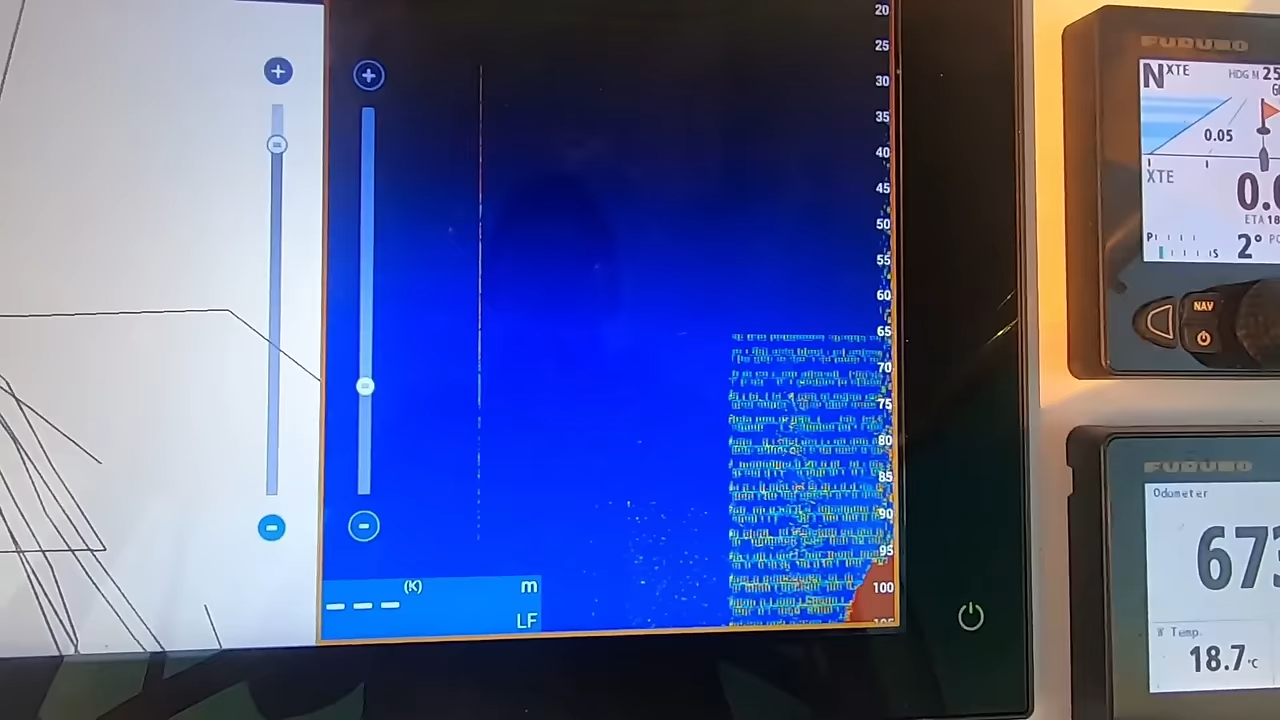 20
25
30
35
40
45
50
55
60
65
70
75
80
85
90
95
100
(K)
m
LF
FURUNO
N XTE
HDG M
0.05
XTE
ETA 18
P
S
2°
NAV
FURUNO
Odometer
W Temp.
18.7 °C